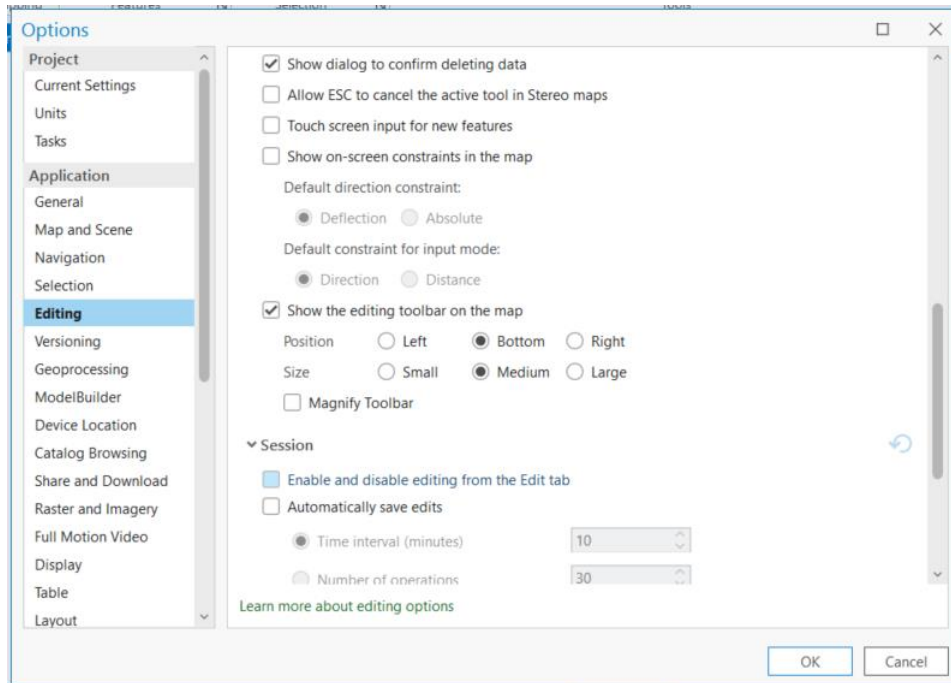 Options
Project
Current Settings
Units
Tasks
Application
General
Map and Scene
Navigation
Selection
Editing
Versioning
Geoprocessing
ModelBuilder
Device Location
Catalog Browsing
Share and Download
Raster and Imagery
Full Motion Video
Display
Table
Layout
Show dialog to confirm deleting data
Allow ESC to cancel the active tool in Stereo maps
Touch screen input for new features
Show on-screen constraints in the map
Default direction constraint:
Deflection Absolute
Default constraint for input mode:
Direction Distance
Show the editing toolbar on the map
Position Left Bottom Right
Size Small Medium Large
Magnify Toolbar
Session
Enable and disable editing from the Edit tab
Automatically save edits
Time interval (minutes) 10
Number of operations 30
Learn more about editing options
OK Cancel